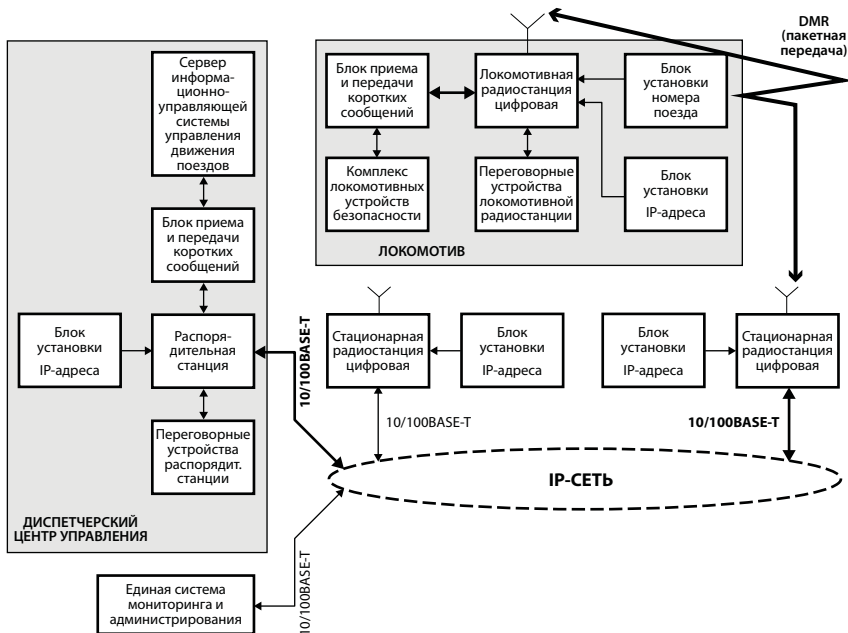 Сервер
информа-
ционно-
управляющей
системы
управления
движения
поездов
Блок приема
и передачи
коротких
сообщений
Блок
установки
IP-адреса
Распоря-
дительная
станция
Переговорные
устройства
распорядит.
станции
ДИСПЕТЧЕРСКИЙ
ЦЕНТР УПРАВЛЕНИЯ
Единая система
мониторинга и
администрирования
10/100BASE-T
10/100BASE-T
Блок приема
и передачи
коротких
сообщений
Локомотивная
радиостанция
цифровая
Блок
установки
номера
поезда
Комплекс
локомотивных
устройств
безопасности
Переговорные
устройства
локомотивной
радиостанции
Блок
установки
IP-адреса
ЛОКОМОТИВ
DMR
(пакетная
передача)
Стационарная
радиостанция
цифровая
Блок
установки
IP-адреса
Блок
установки
IP-адреса
Стационарная
радиостанция
цифровая
10/100BASE-T
10/100BASE-T
IP-СЕТЬ